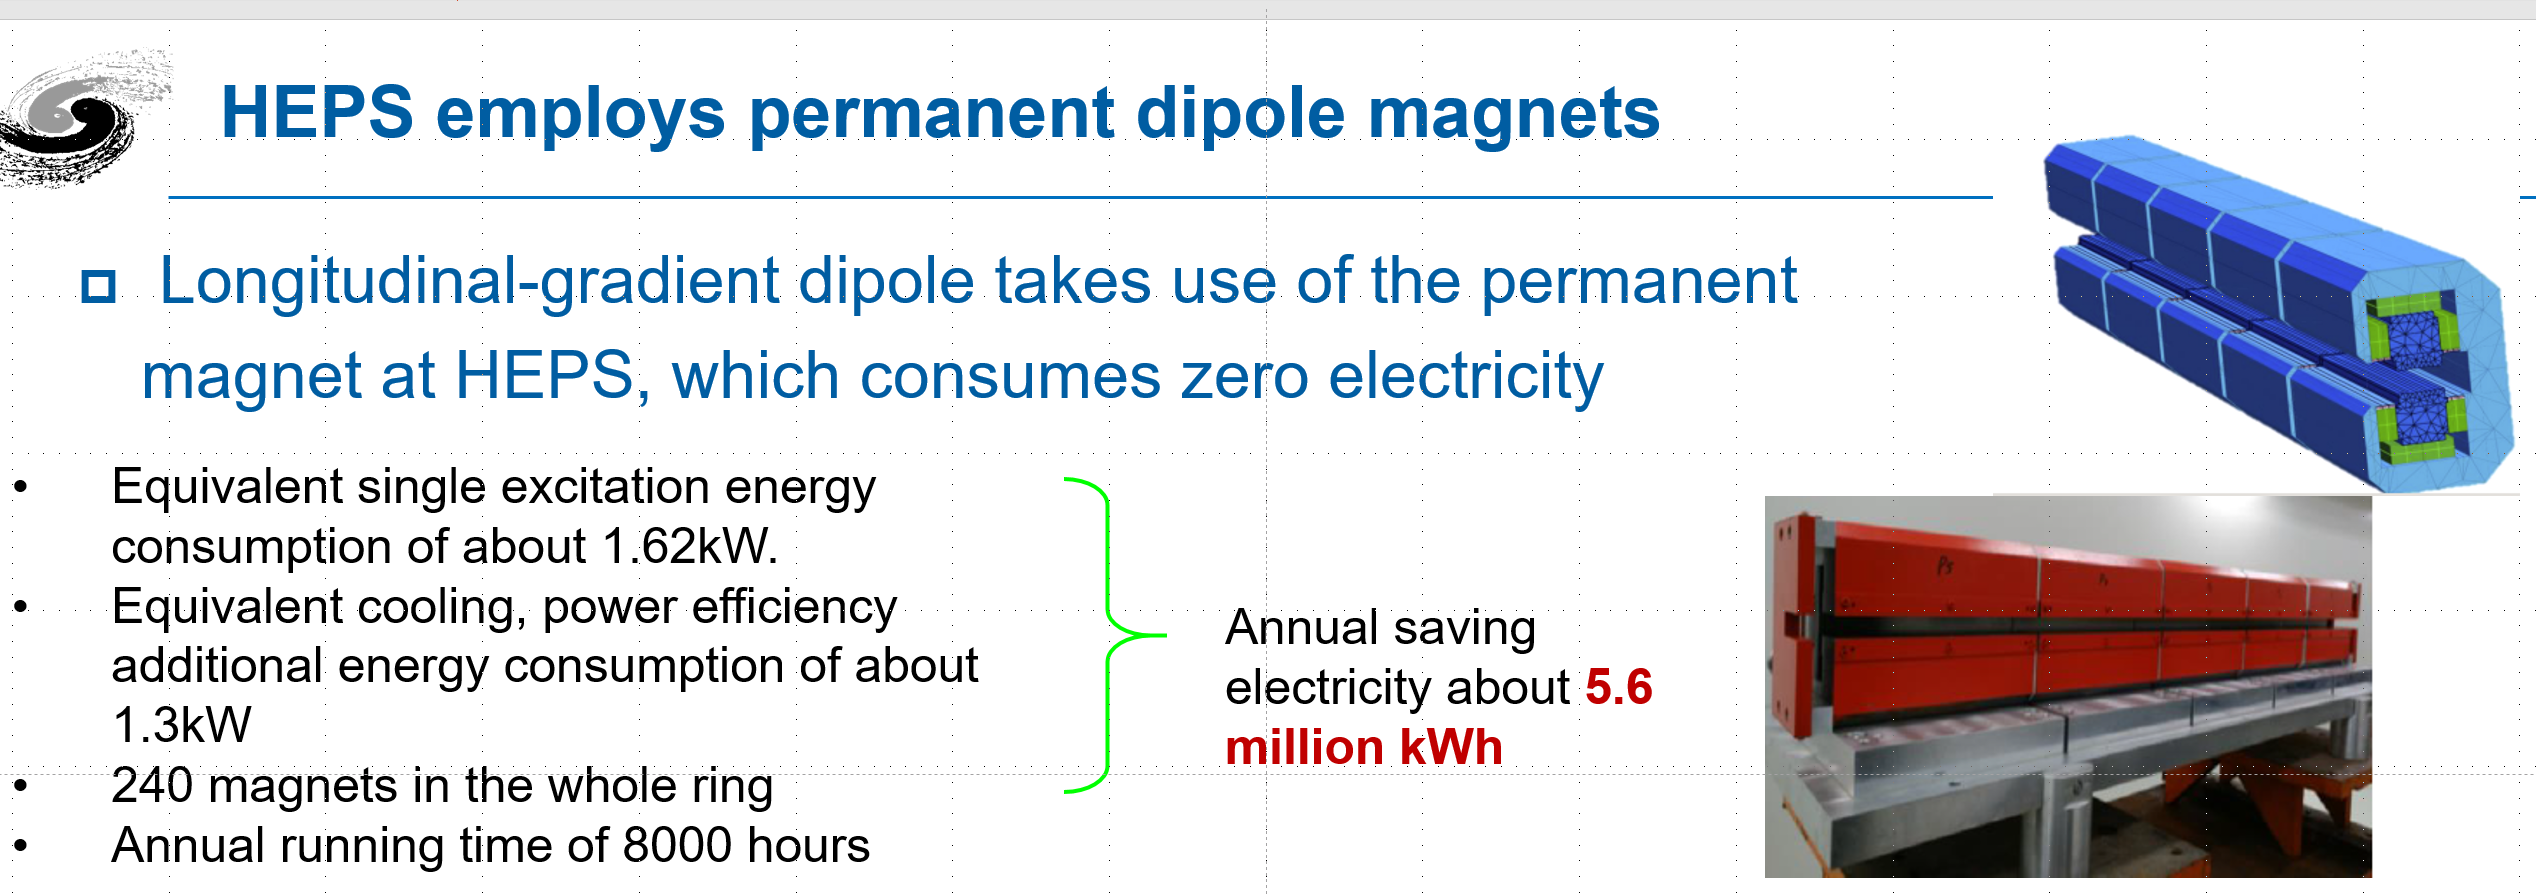 HEPS employs permanent dipole magnets
Longitudinal-gradient dipole takes use of the permanent
magnet at HEPS, which consumes zero electricity
• Equivalent single excitation energy
consumption of about 1.62kW.
• Equivalent cooling, power efficiency
additional energy consumption of about
1.3kW
• 240 magnets in the whole ring
• Annual running time of 8000 hours
Annual saving
electricity about 5.6
million kWh
P5